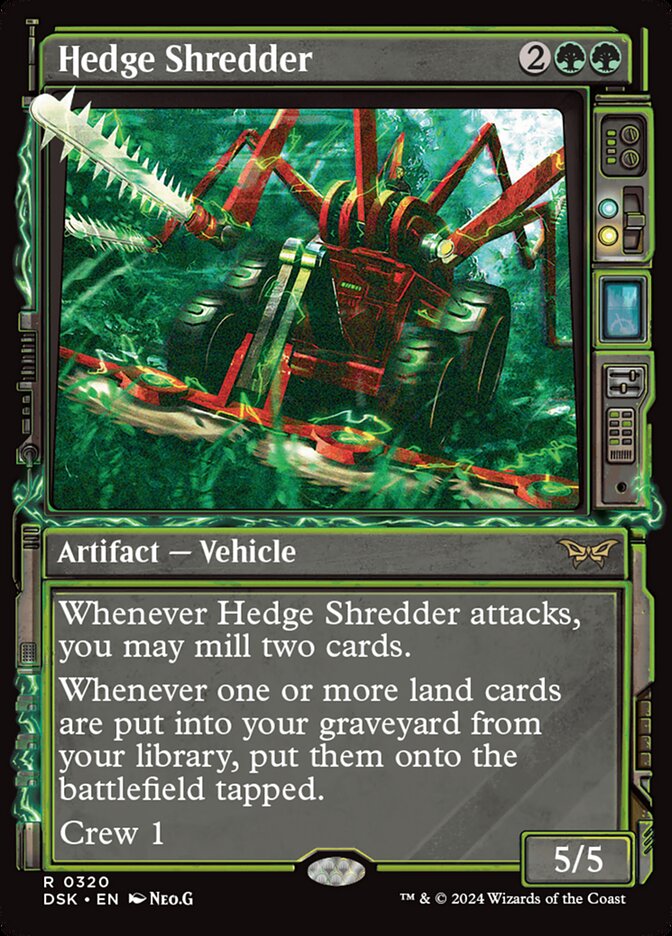 Hedge Shredder 2
Artifact — Vehicle
Whenever Hedge Shredder attacks,
you may mill two cards.
Whenever one or more land cards
are put into your graveyard from
your library, put them onto the
battlefield tapped.
Crew 1
5/5
R 0320
DSK • EN Neo.G
™ & © 2024 Wizards of the Coast